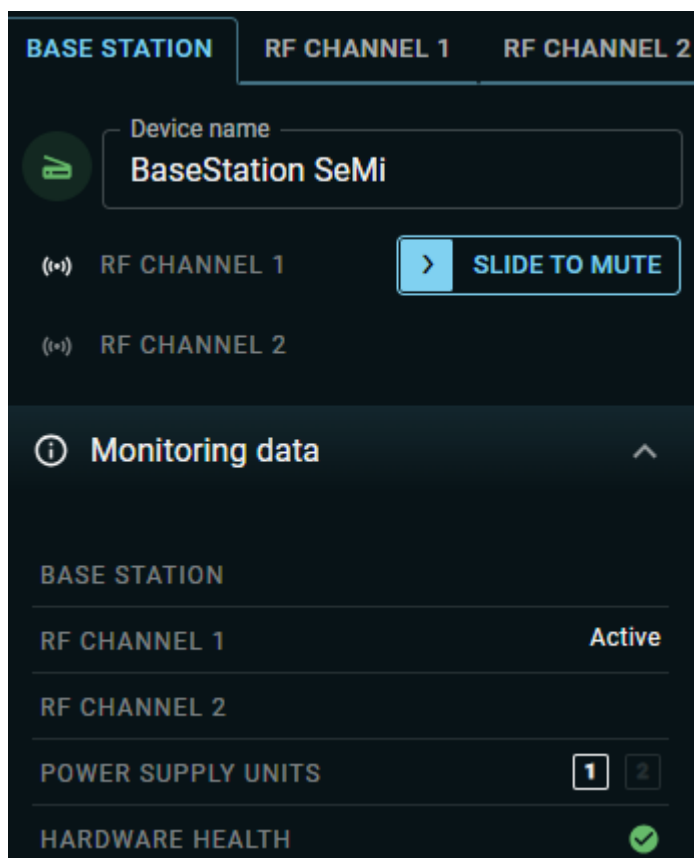 BASE STATION RF CHANNEL 1 RF CHANNEL 2
Device name
BaseStation SeMi
RF CHANNEL 1 SLIDE TO MUTE
RF CHANNEL 2
Monitoring data
BASE STATION
RF CHANNEL 1 Active
RF CHANNEL 2
POWER SUPPLY UNITS 1 2
HARDWARE HEALTH